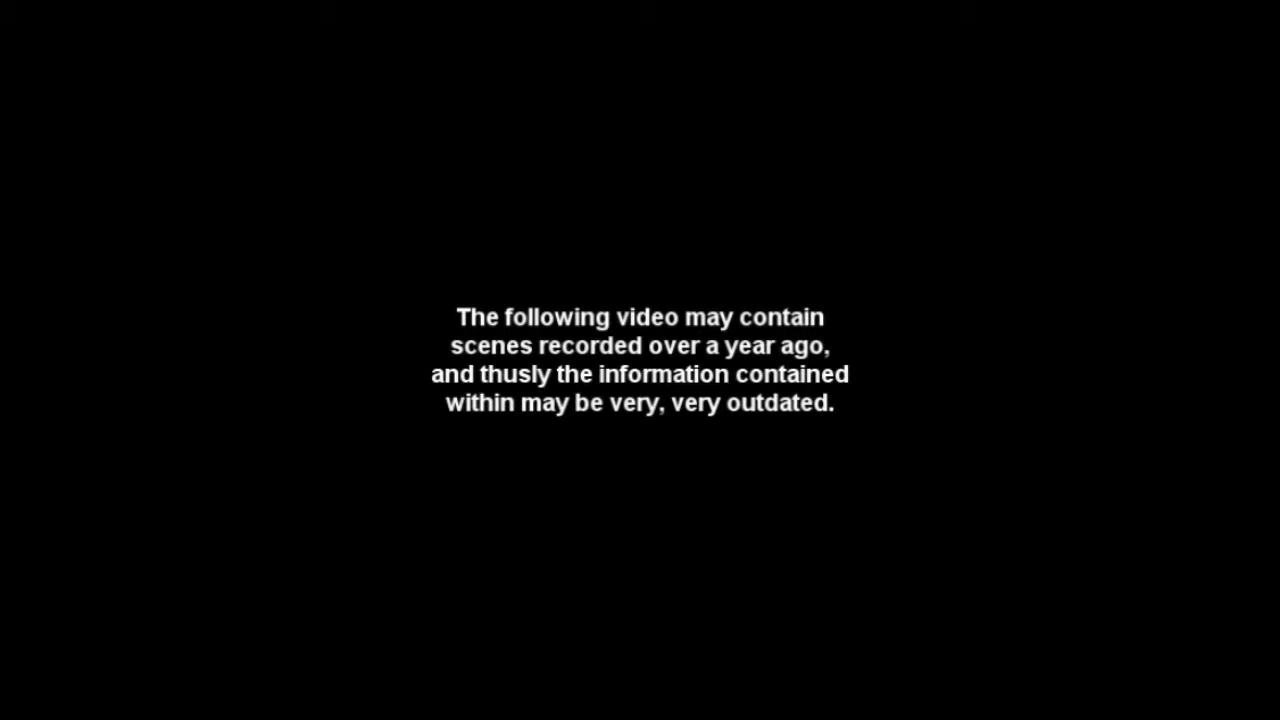 The following video may contain
scenes recorded over a year ago,
and thusly the information contained
within may be very, very outdated.